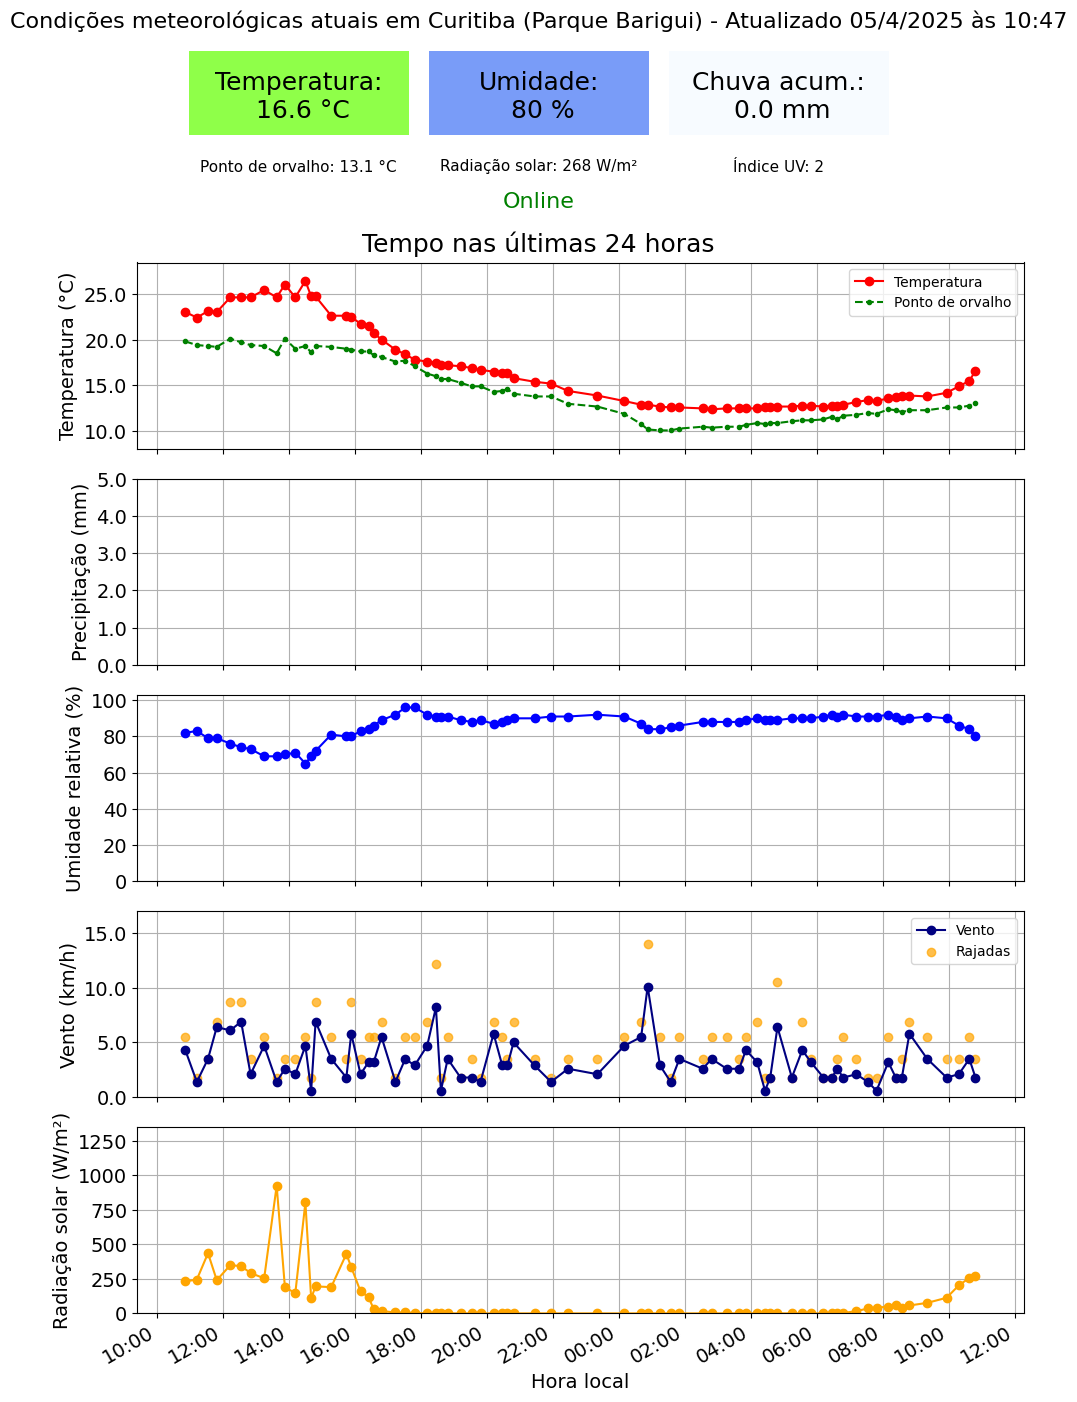 Condições meteorológicas atuais em Curitiba (Parque Barigui) - Atualizado 05/4/2025 às 10:47
Temperatura:
16.6 °C
Umidade:
80 %
Chuva acum.:
0.0 mm
Ponto de orvalho: 13.1 °C
Radiação solar: 268 W/m²
Índice UV: 2
Online
Tempo nas últimas 24 horas
Temperatura (°C)
25.0
20.0
15.0
10.0
Temperatura
Ponto de orvalho
Precipitação (mm)
5.0
4.0
3.0
2.0
1.0
0.0
Umidade relativa (%)
100
80
60
40
20
0
Vento (km/h)
15.0
10.0
5.0
0.0
Vento
Rajadas
Radiação solar (W/m²)
1250
1000
750
500
250
0
10:00
12:00
14:00
16:00
18:00
20:00
22:00
00:00
02:00
04:00
06:00
08:00
10:00
12:00
Hora local